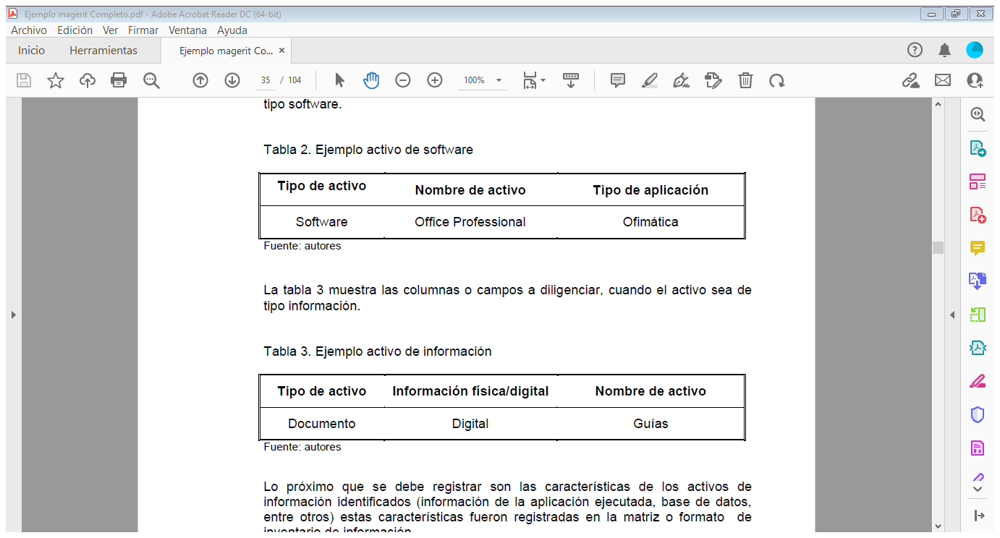 Ejemplo magerit Completo.pdf - Adobe Acrobat Reader DC (64-bit)
Archivo Edición Ver Firmar Ventana Ayuda
Inicio Herramientas Ejemplo magerit Co... ×
35 / 104 100%
tipo software.
Tabla 2. Ejemplo activo de software
Tipo de activo Nombre de activo Tipo de aplicación
Software Office Professional Ofimática
Fuente: autores
La tabla 3 muestra las columnas o campos a diligenciar, cuando el activo sea de
tipo información.
Tabla 3. Ejemplo activo de información
Tipo de activo Información física/digital Nombre de activo
Documento Digital Guías
Fuente: autores
Lo próximo que se debe registrar son las características de los activos de
información identificados (información de la aplicación ejecutada, base de datos,
entre otros) estas características fueron registradas en la matriz o formato de
inventario de información